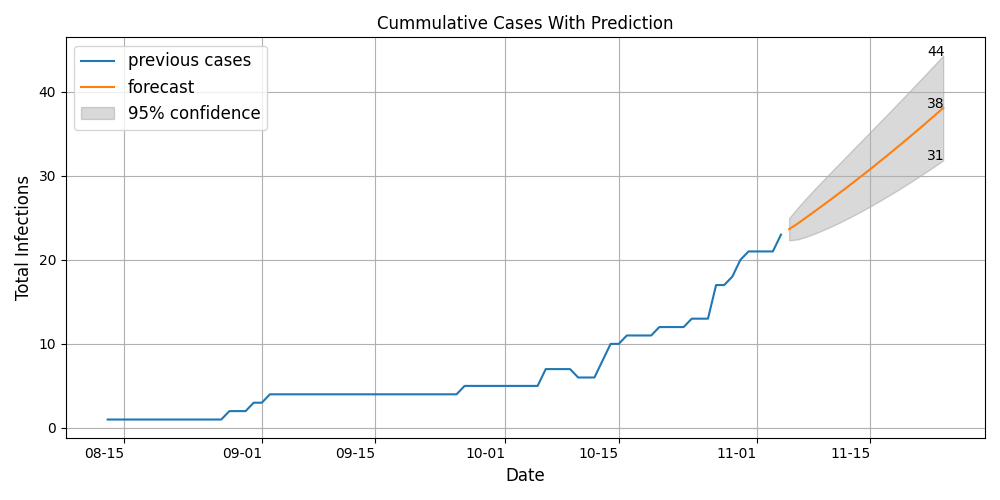 Cummulative Cases With Prediction
previous cases
forecast
95% confidence
44
38
31
Total Infections
40
30
20
10
0
08-15
09-01
09-15
10-01
10-15
11-01
11-15
Date